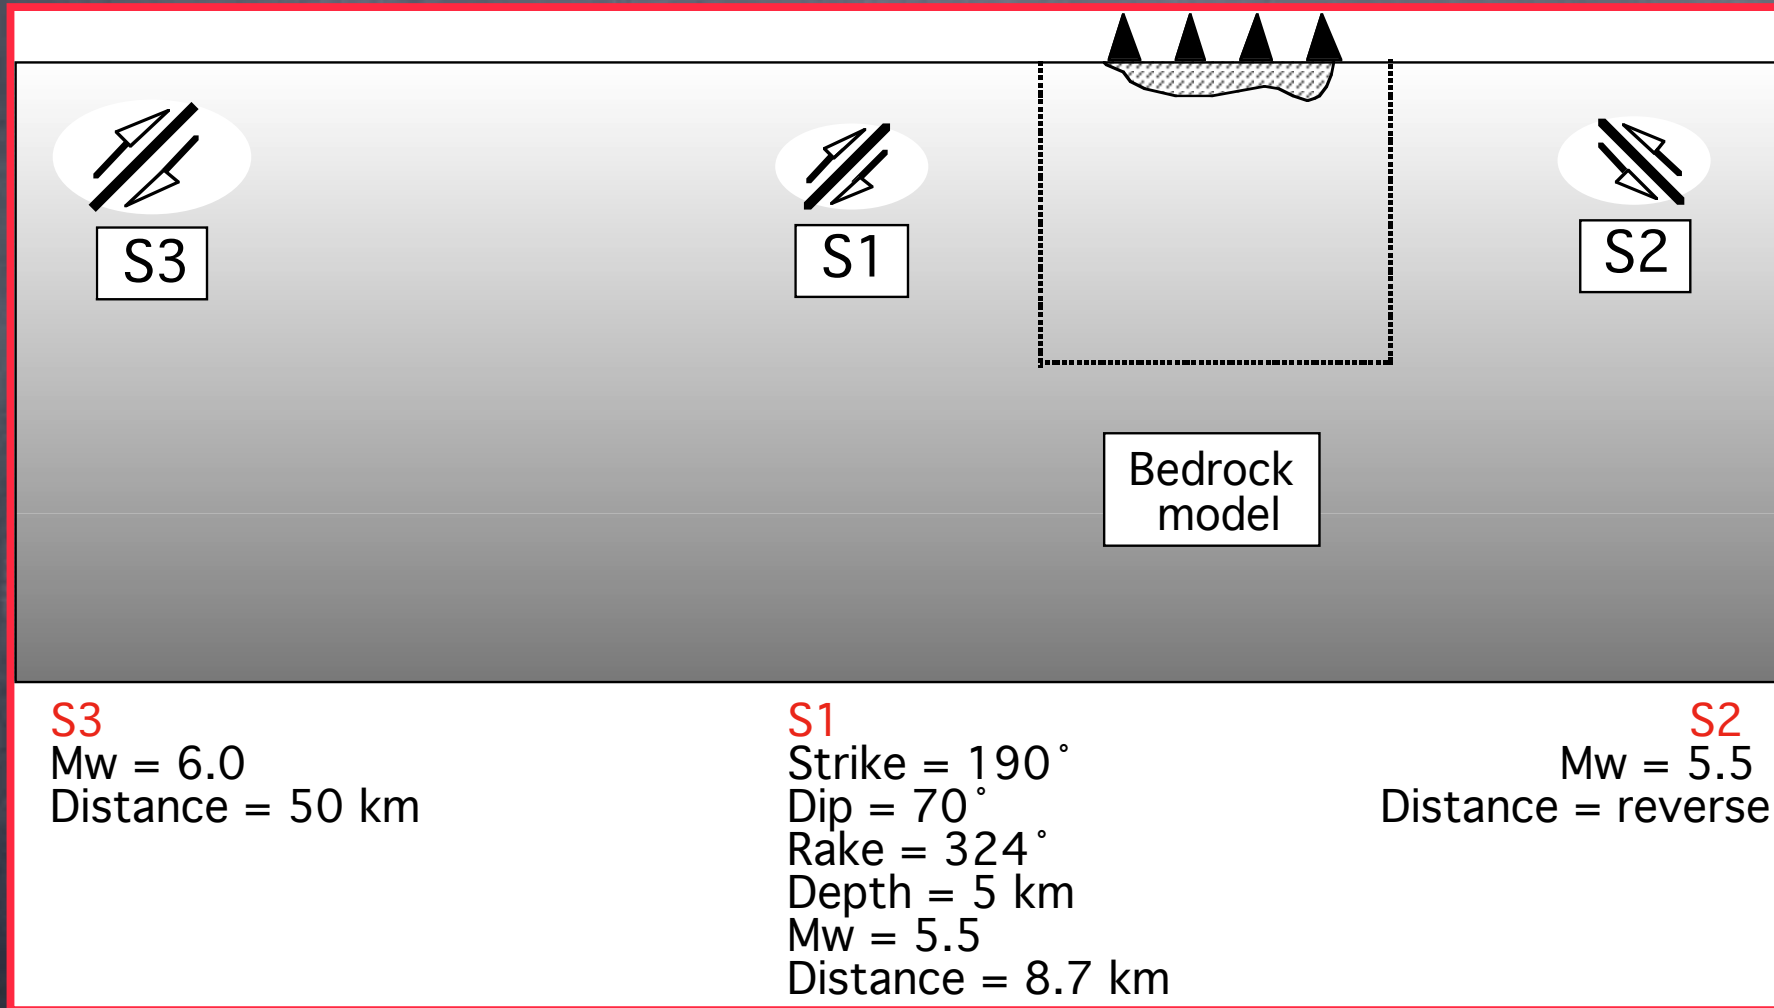 S3
S1
S2
Bedrock
model
S3
Mw = 6.0
Distance = 50 km
S1
Strike = 190˚
Dip = 70˚
Rake = 324˚
Depth = 5 km
Mw = 5.5
Distance = 8.7 km
S2
Mw = 5.5
Distance = reverse